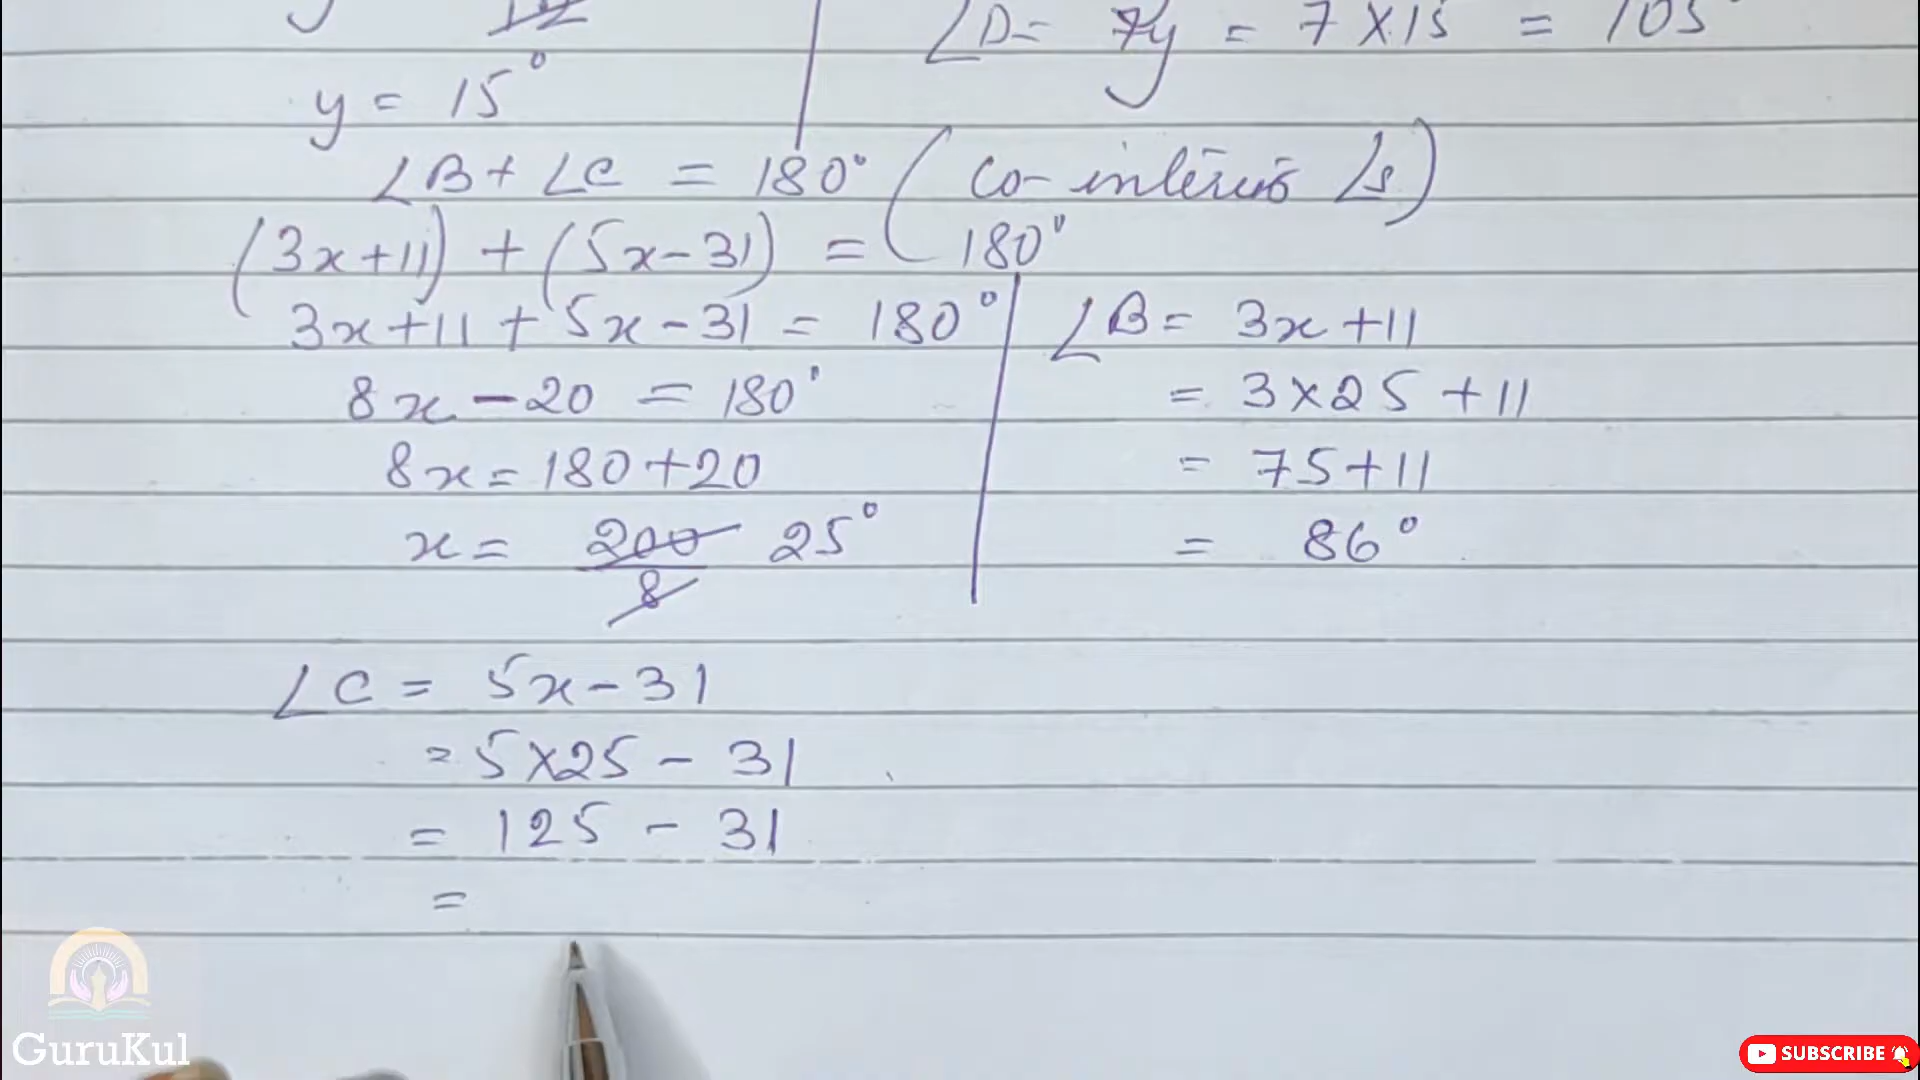 ∠D= 7y = 7×15 = 105°
y = 15°
∠B+ ∠C = 180° (co-interior ∠s)
(3x+11) + (5x-31) = 180°
3x+11 + 5x-31 = 180°
8x -20 = 180°
8x = 180+20
x = 200/8 25°
∠B= 3x+11
= 3×25 +11
= 75+11
= 86°
∠C = 5x-31
= 5×25 - 31
= 125 - 31
=
GuruKul
SUBSCRIBE